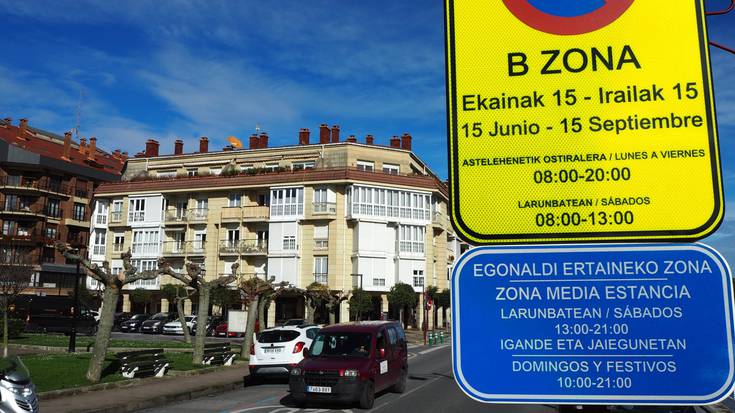 B ZONA
Ekainak 15 - Irailak 15
15 Junio - 15 Septiembre
ASTELEHENETIK OSTIRALERA / LUNES A VIERNES
08:00-20:00
LARUNBATEAN / SÁBADOS
08:00-13:00
EGONALDI ERTAINEKO ZONA
ZONA MEDIA ESTANCIA
LARUNBATEAN / SÁBADOS
13:00-21:00
IGANDE ETA JAIEGUNETAN
DOMINGOS Y FESTIVOS
10:00-21:00